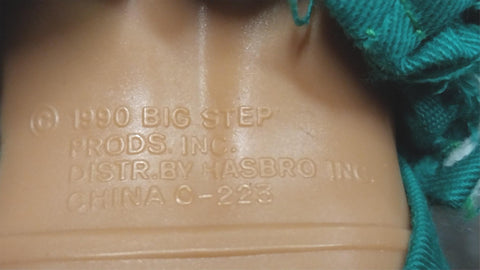 © 1990 BIG STEP
PRODS. INC.
DISTR.BY HASBRO INC.
CHINA C-223